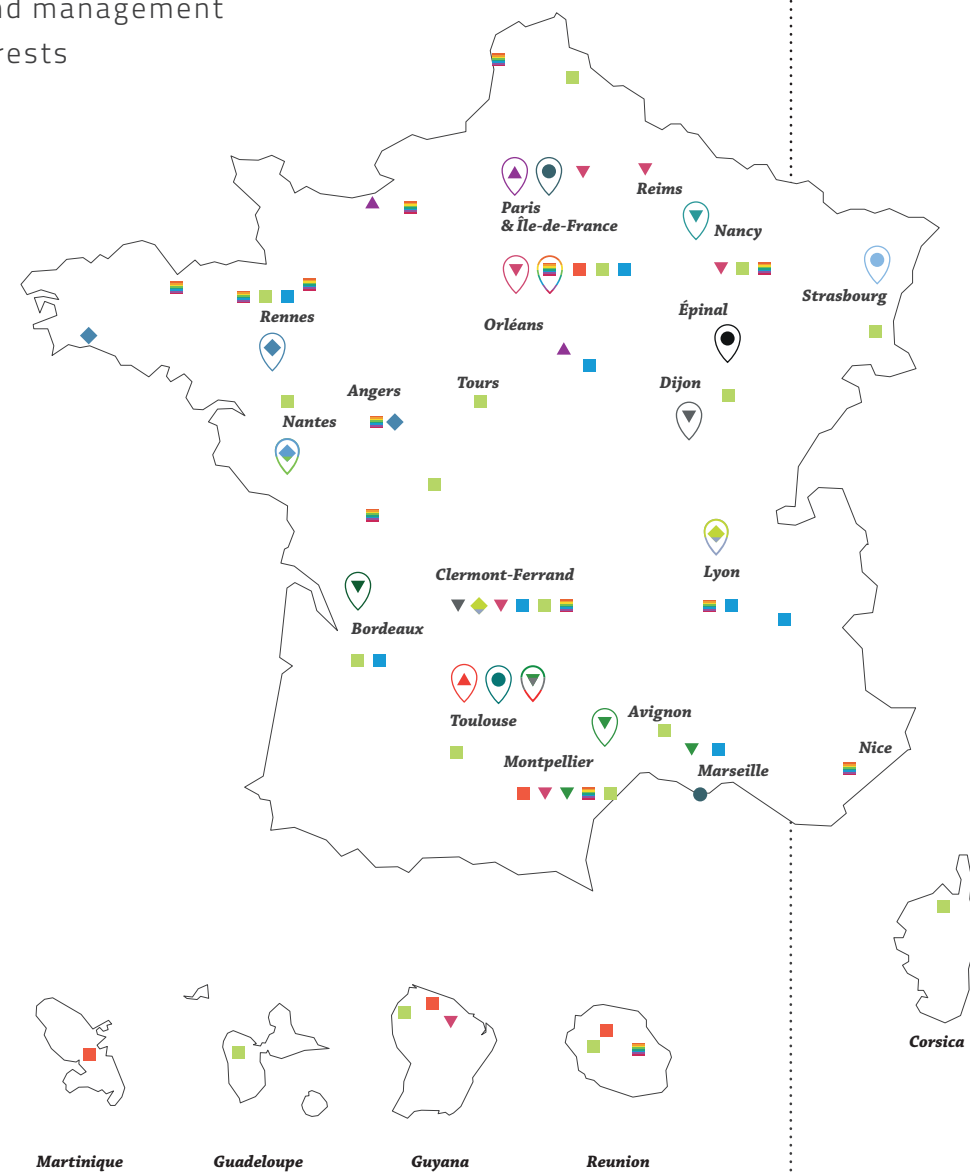 nd management
rests
Reims
Paris
& Île-de-France
Nancy
Strasbourg
Épinal
Rennes
Orléans
Angers
Tours
Dijon
Nantes
Clermont-Ferrand
Lyon
Bordeaux
Toulouse
Avignon
Montpellier
Nice
Marseille
Corsica
Martinique
Guadeloupe
Guyana
Reunion